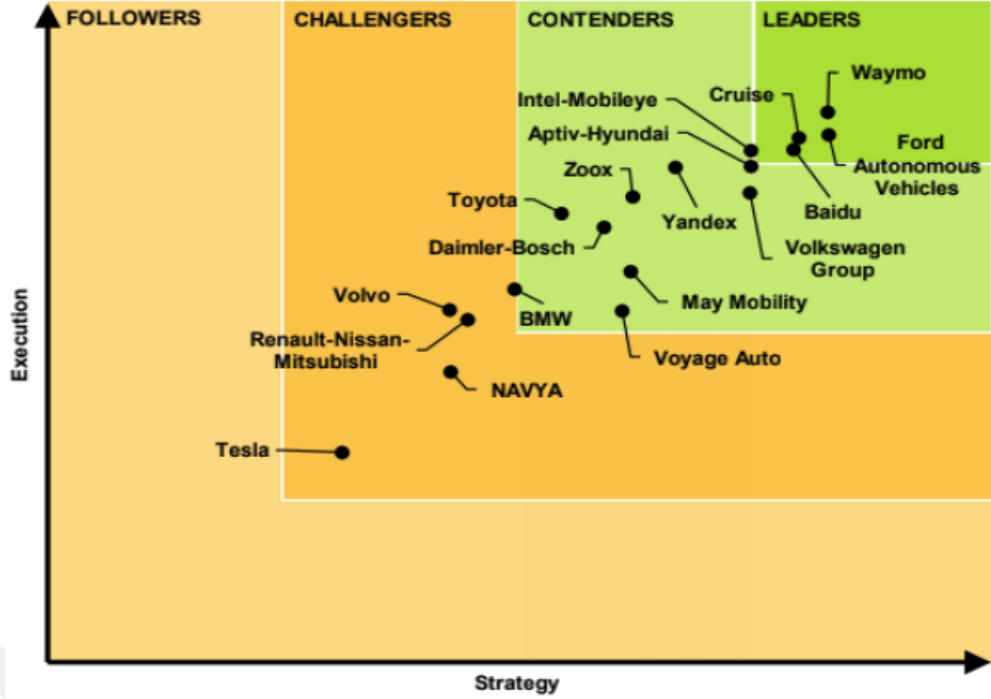 FOLLOWERS
CHALLENGERS
CONTENDERS
LEADERS
Waymo
Cruise
Intel-Mobileye
Aptiv-Hyundai
Ford
Autonomous
Vehicles
Zoox
Toyota
Yandex
Baidu
Daimler-Bosch
Volkswagen
Group
Volvo
May Mobility
BMW
Renault-Nissan-
Mitsubishi
Voyage Auto
NAVYA
Tesla
Execution
Strategy